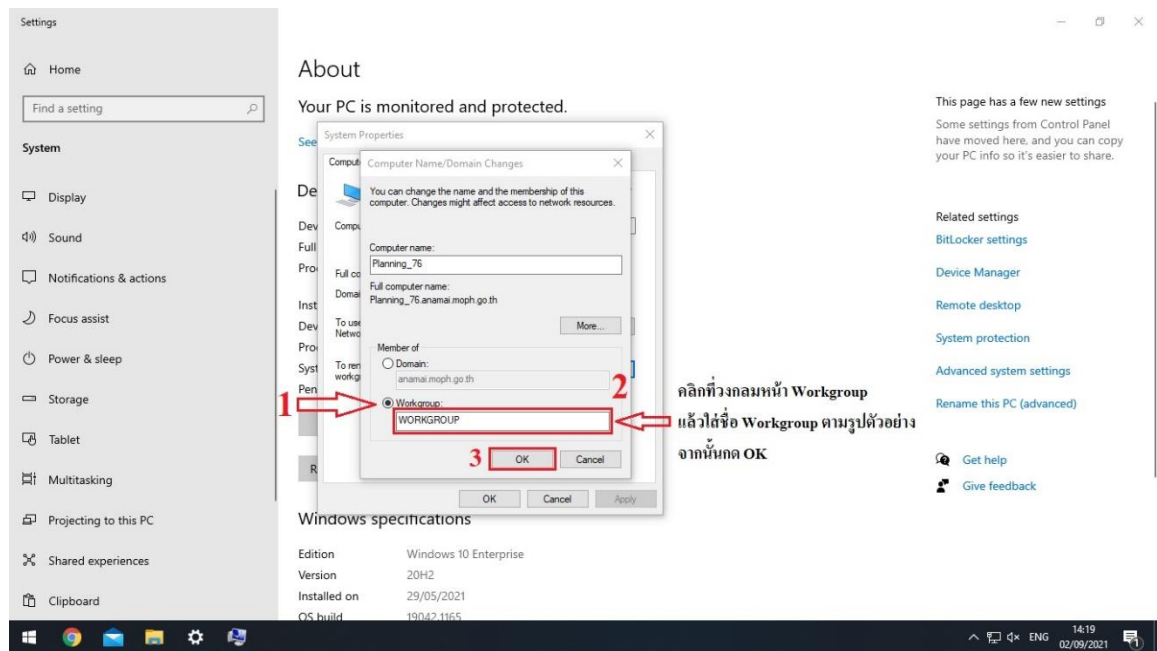 Settings
Home
Find a setting
System
Display
Sound
Notifications & actions
Focus assist
Power & sleep
Storage
Tablet
Multitasking
Projecting to this PC
Shared experiences
Clipboard
About
Your PC is monitored and protected.
See
System Properties
Computer Name/Domain Changes
You can change the name and the membership of this
computer. Changes might affect access to network resources.
Computer name:
Planning_76
Full computer name:
Planning_76.anamai.moph.go.th
More...
Member of
Domain:
anamai.moph.go.th
1
Workgroup:
2
WORKGROUP
3
OK
Cancel
OK
Cancel
Apply
คลิกที่วงกลมหน้า Workgroup
แล้วใส่ชื่อ Workgroup ตามรูปตัวอย่าง
จากนั้นกด OK
Windows specifications
Edition Windows 10 Enterprise
Version 20H2
Installed on 29/05/2021
OS build 19042.1165
This page has a few new settings
Some settings from Control Panel
have moved here, and you can copy
your PC info so it's easier to share.
Related settings
BitLocker settings
Device Manager
Remote desktop
System protection
Advanced system settings
Rename this PC (advanced)
Get help
Give feedback
ENG
14:19
02/09/2021